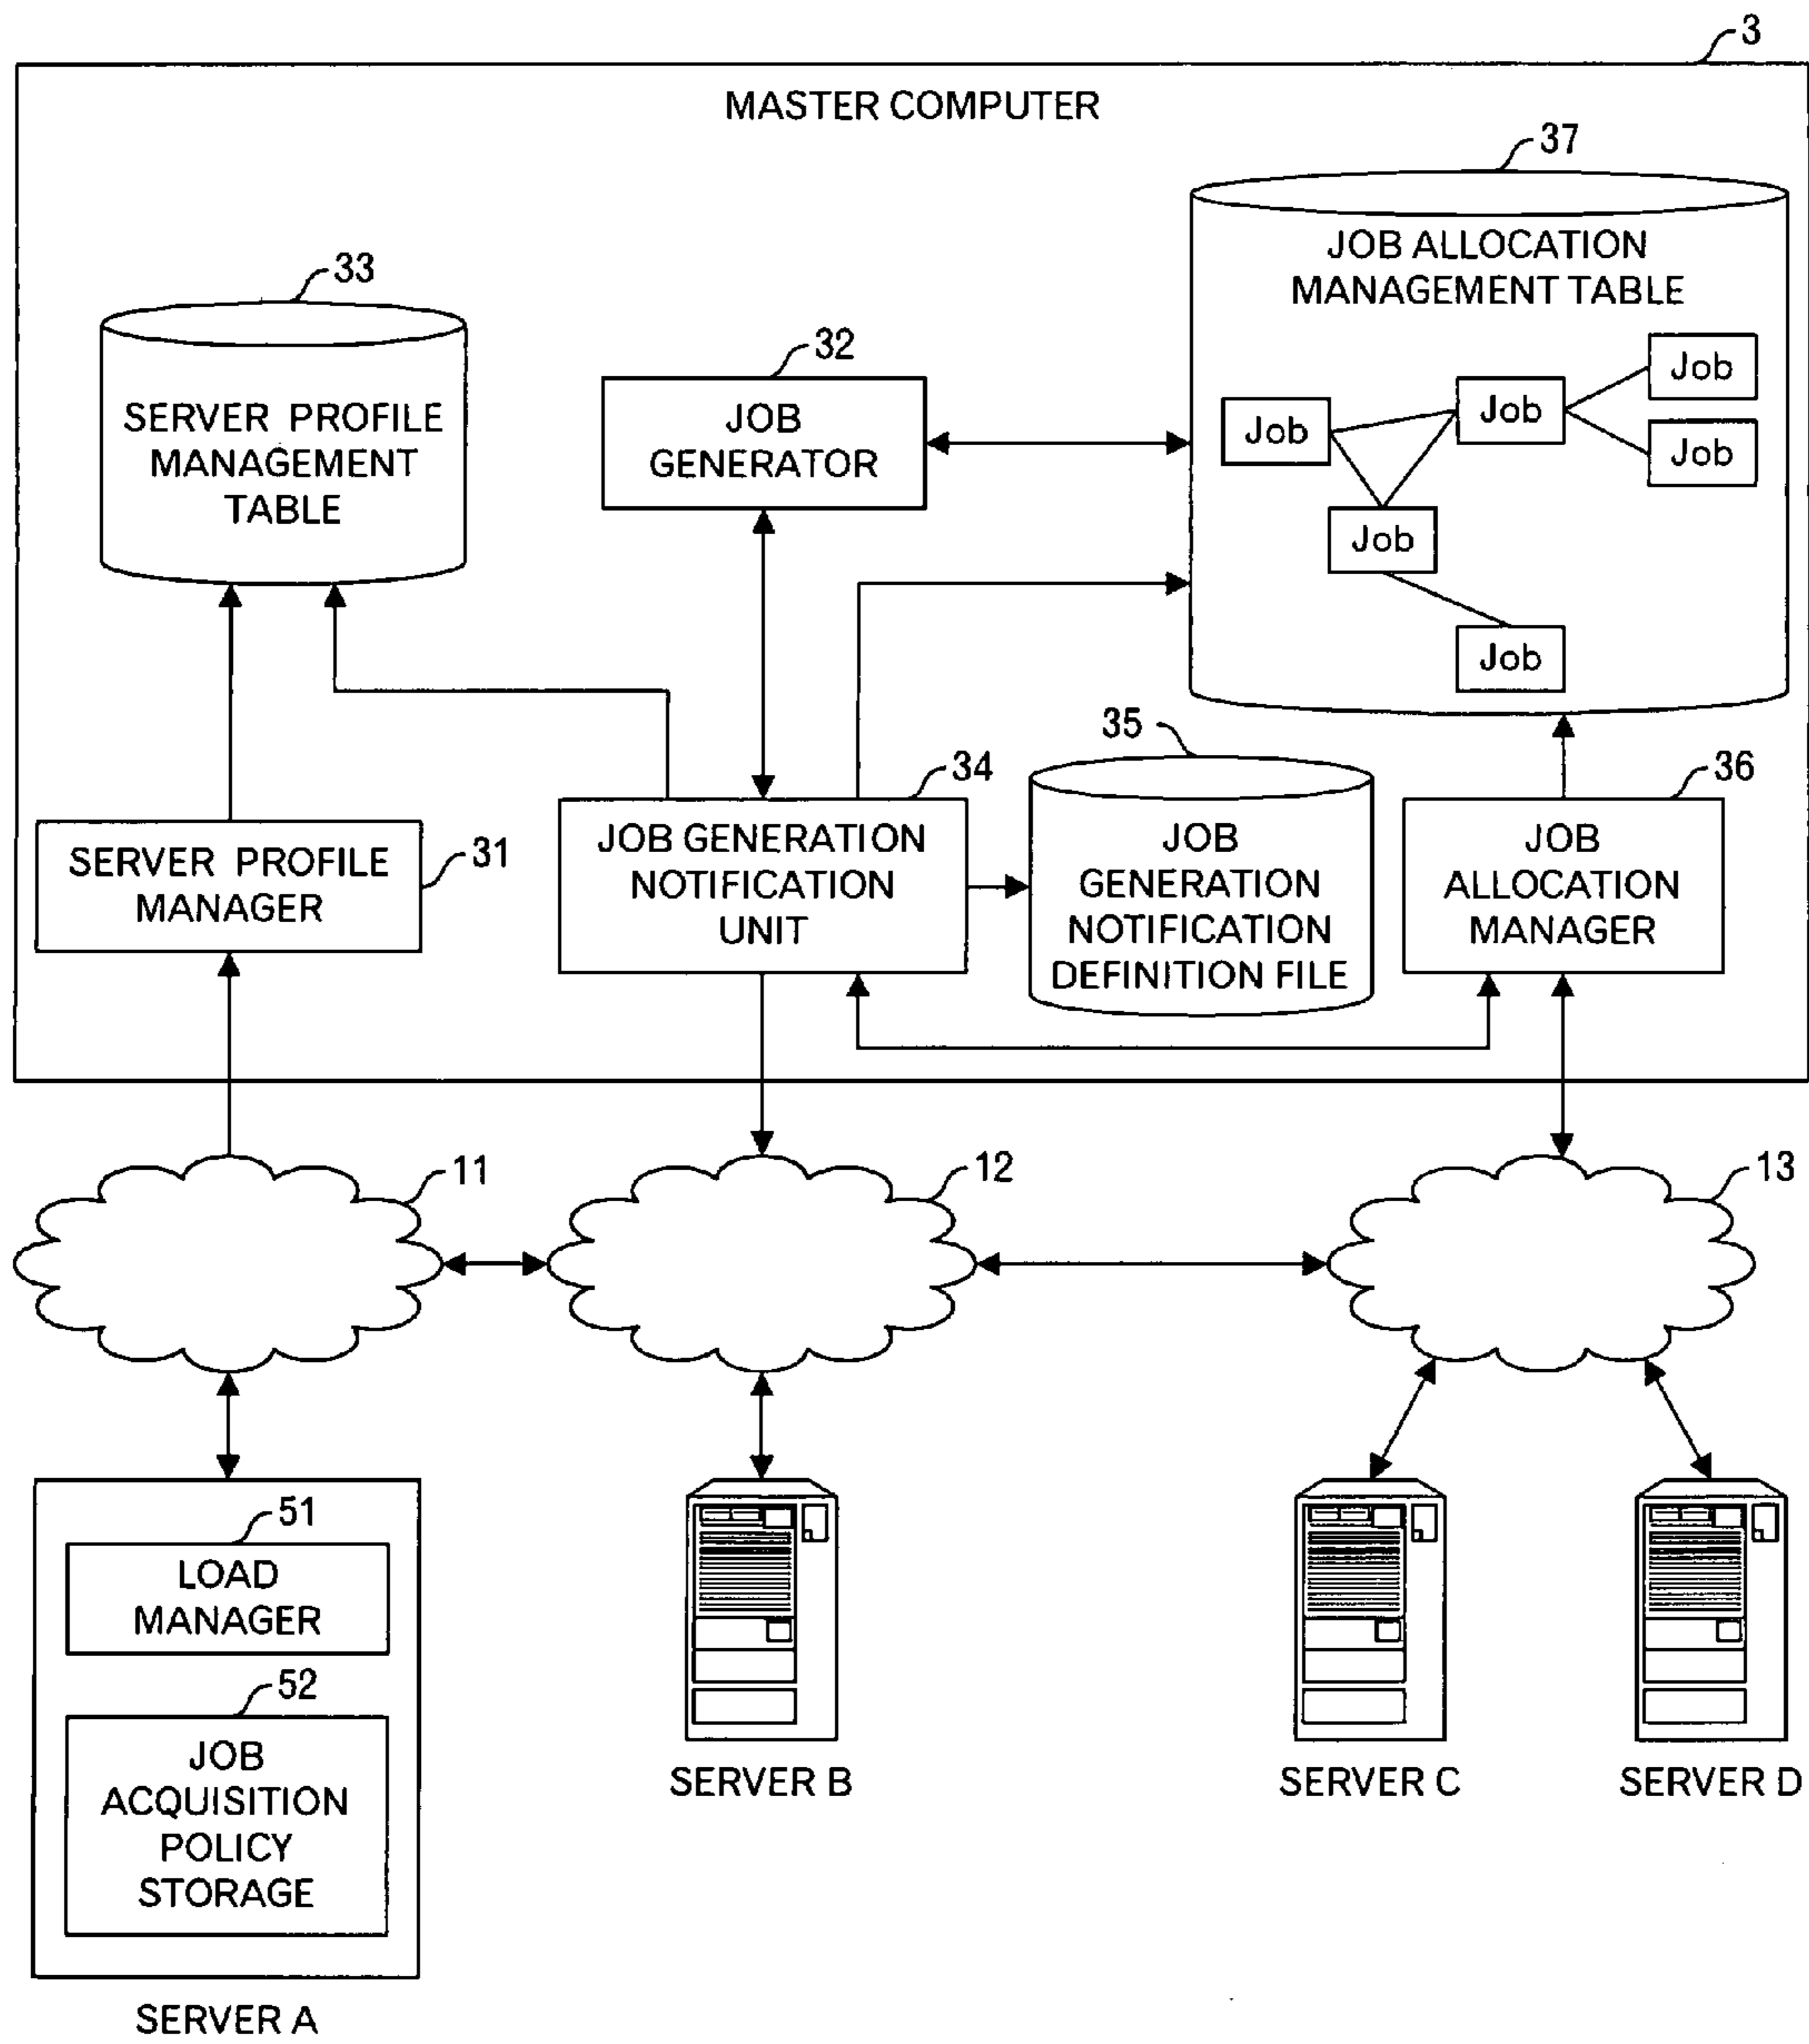 3
MASTER COMPUTER
37
JOB ALLOCATION
MANAGEMENT TABLE
Job
Job
Job
Job
Job
Job
33
SERVER PROFILE
MANAGEMENT
TABLE
32
JOB
GENERATOR
35
34
36
31
SERVER PROFILE
MANAGER
JOB GENERATION
NOTIFICATION
UNIT
JOB
GENERATION
NOTIFICATION
DEFINITION FILE
JOB
ALLOCATION
MANAGER
11
12
13
51
LOAD
MANAGER
52
JOB
ACQUISITION
POLICY
STORAGE
SERVER A
SERVER B
SERVER C
SERVER D